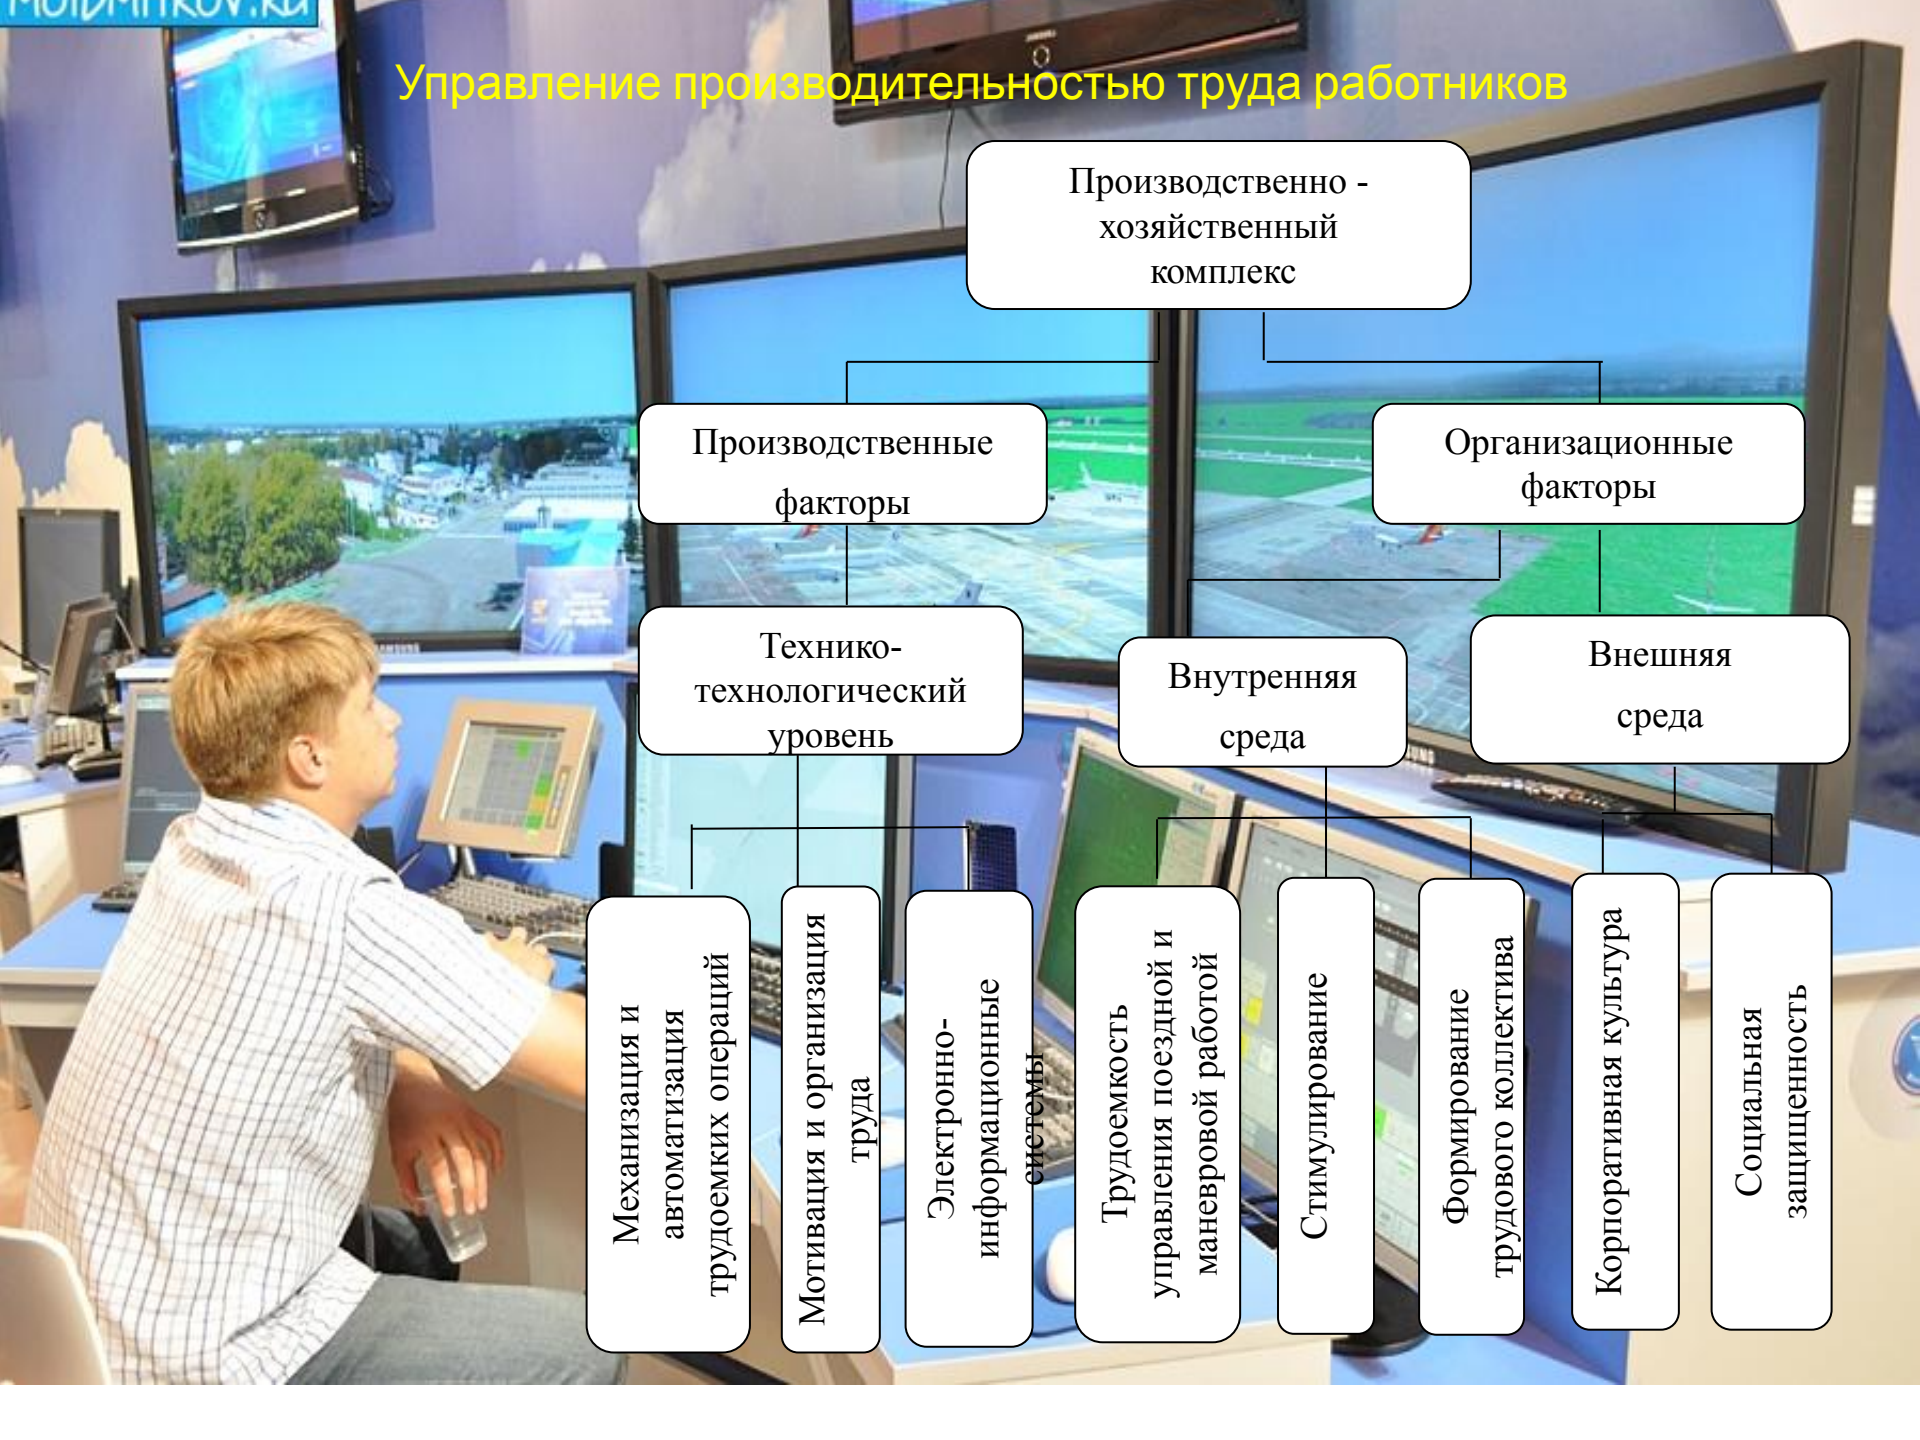 Управление производительностью труда работников
Производственно -
хозяйственный
комплекс
Производственные
факторы
Организационные
факторы
Технико-
технологический
уровень
Внутренняя
среда
Внешняя
среда
Механизация и
автоматизация
трудоемких операций
Мотивация и организация
труда
Электронно-
информационные
системы
Трудоемкость
управления поездной и
маневровой работой
Стимулирование
Формирование
трудового коллектива
Корпоративная культура
Социальная
защищенность